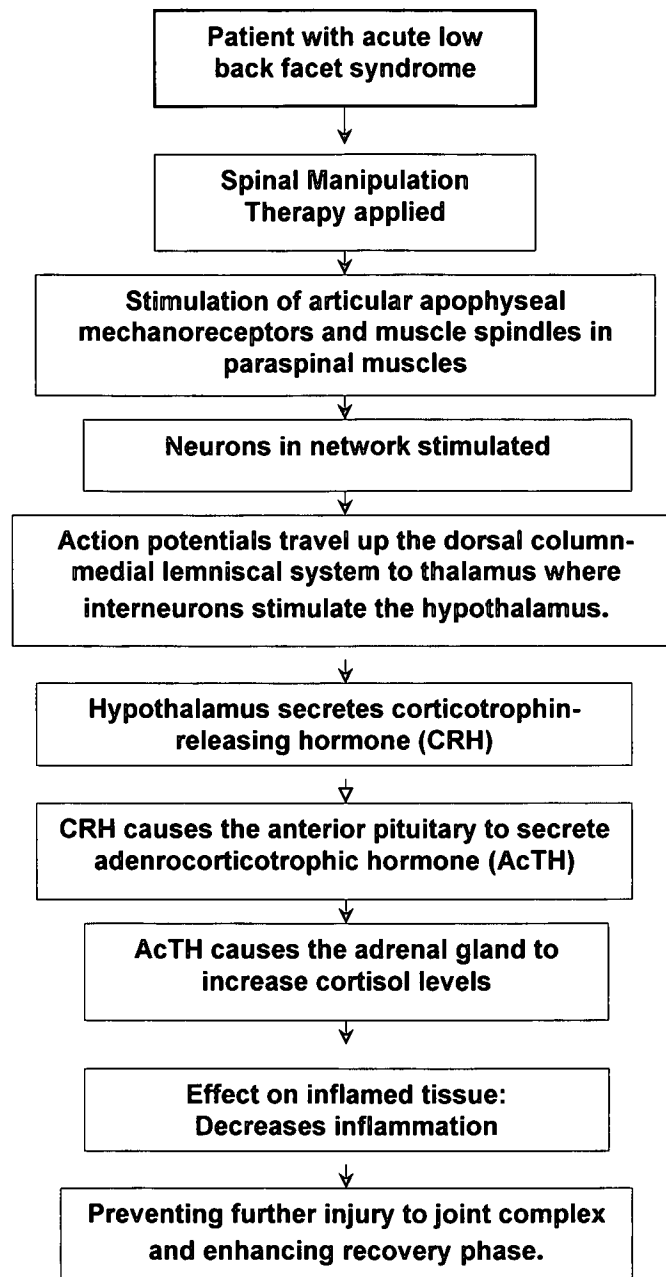 Patient with acute low
back facet syndrome
Spinal Manipulation
Therapy applied
Stimulation of articular apophyseal
mechanoreceptors and muscle spindles in
paraspinal muscles
Neurons in network stimulated
Action potentials travel up the dorsal column-
medial lemniscal system to thalamus where
interneurons stimulate the hypothalamus.
Hypothalamus secretes corticotrophin-
releasing hormone (CRH)
CRH causes the anterior pituitary to secrete
adenrocorticotrophic hormone (AcTH)
AcTH causes the adrenal gland to
increase cortisol levels
Effect on inflamed tissue:
Decreases inflammation
Preventing further injury to joint complex
and enhancing recovery phase.